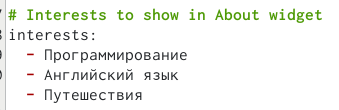 # Interests to show in About widget
interests:
- Программирование
- Английский язык
- Путешествия